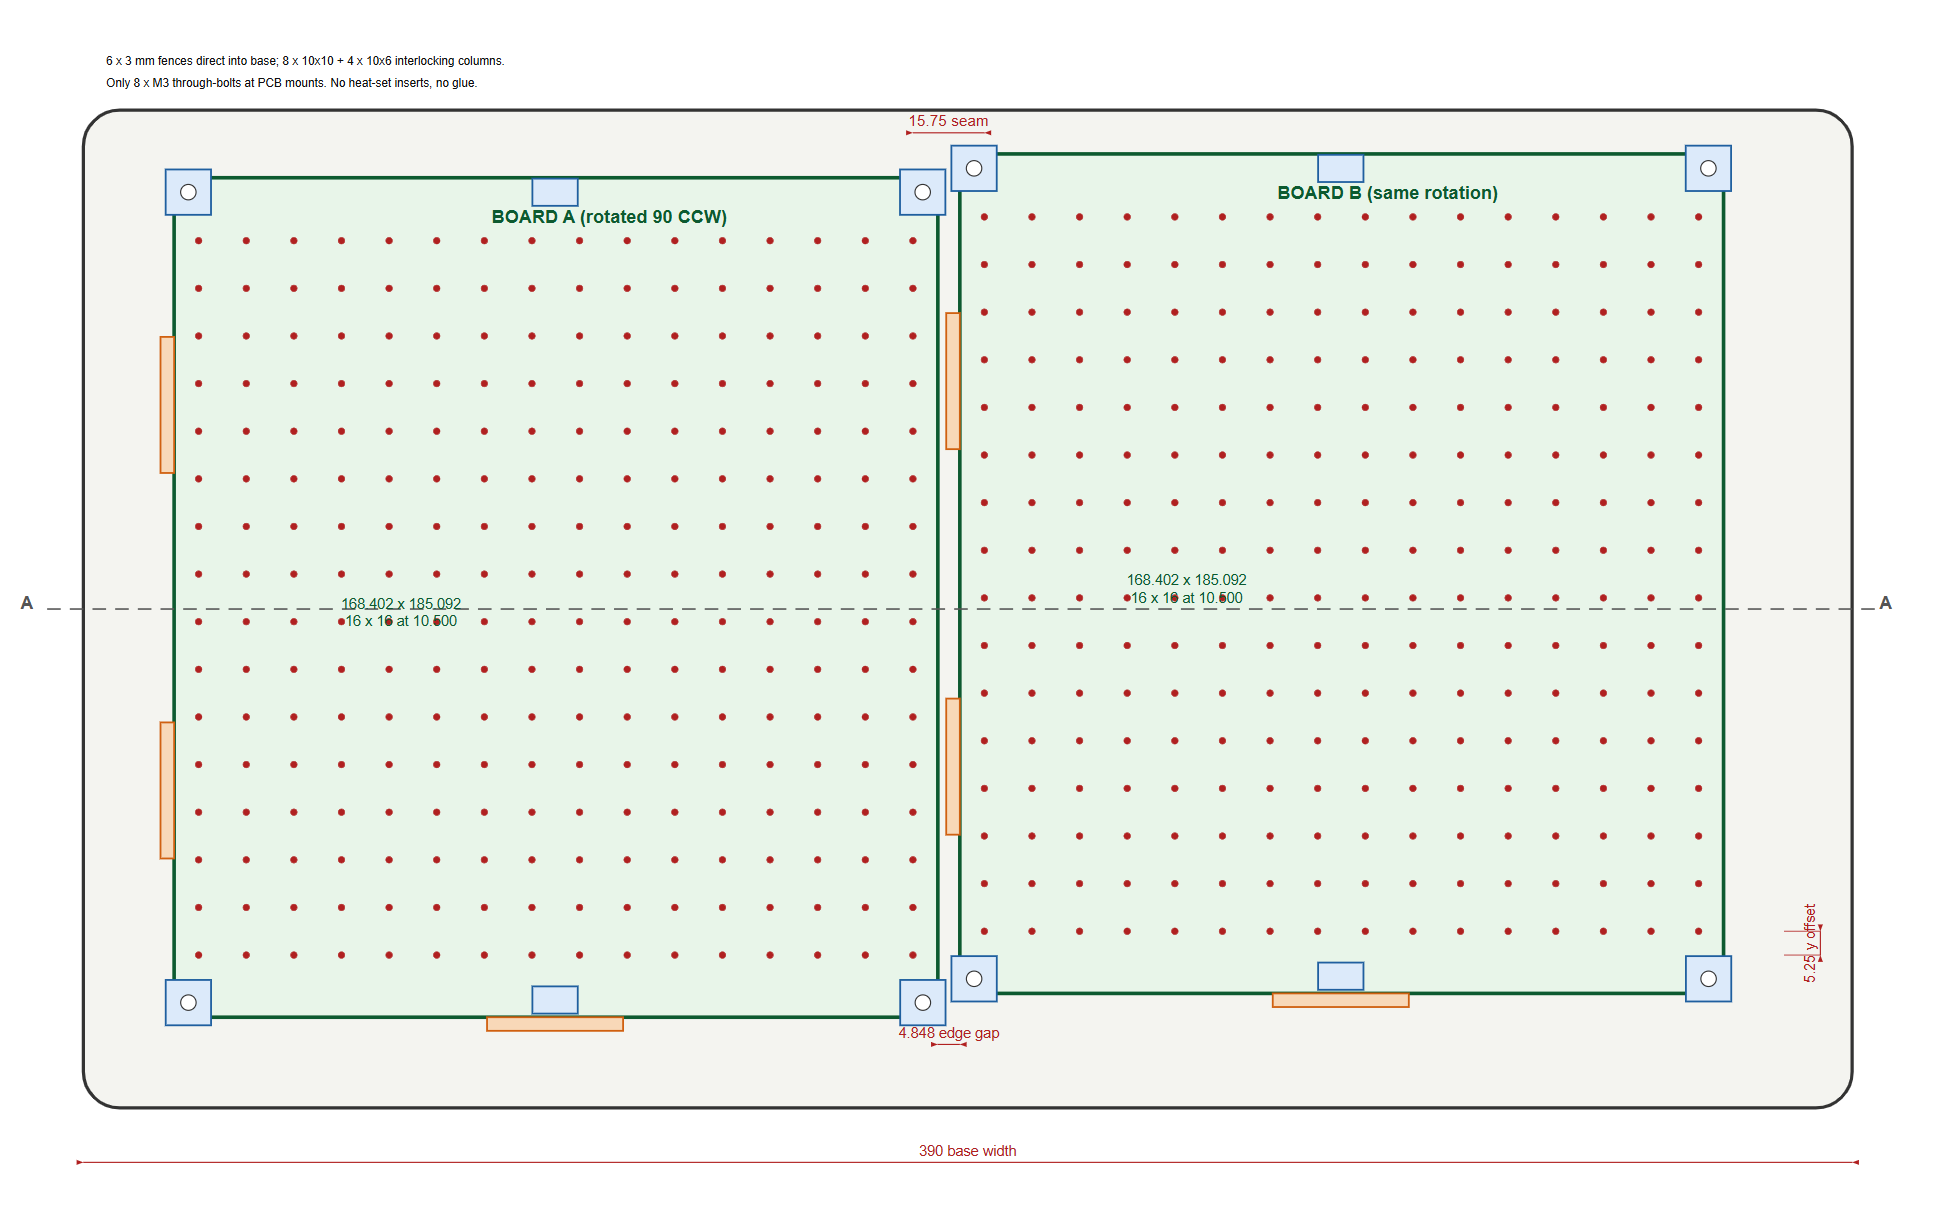 6 x 3 mm fences direct into base; 8 x 10x10 + 4 x 10x6 interlocking columns.
Only 8 x M3 through-bolts at PCB mounts. No heat-set inserts, no glue.
15.75 seam
BOARD B (same rotation)
BOARD A (rotated 90 CCW)
168.402 x 185.092
16 x 16 at 10.500
A
168.402 x 185.092
16 x 16 at 10.500
A
5.25 y offset
4.848 edge gap
390 base width